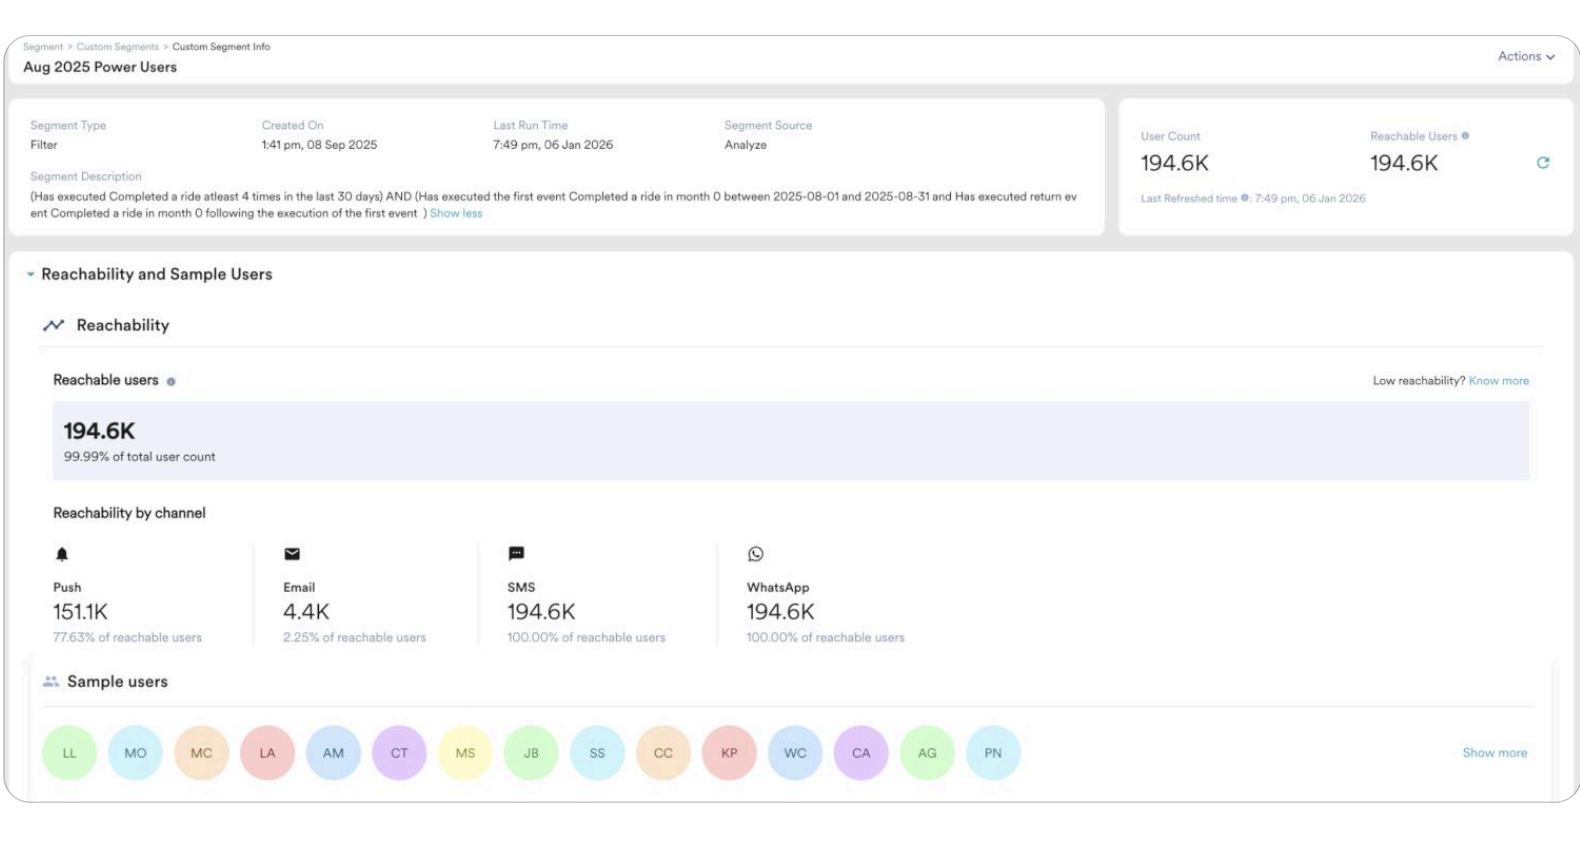 Segment > Custom Segments > Custom Segment Info
Aug 2025 Power Users
Actions
Segment Type
Filter
Created On
1:41 pm, 08 Sep 2025
Last Run Time
7:49 pm, 06 Jan 2026
Segment Source
Analyze
Segment Description
(Has executed Completed a ride atleast 4 times in the last 30 days) AND (Has executed the first event Completed a ride in month 0 between 2025-08-01 and 2025-08-31 and Has executed return ev
ent Completed a ride in month 0 following the execution of the first event ) Show less
User Count
194.6K
Reachable Users
194.6K
Last Refreshed time : 7:49 pm, 06 Jan 2026
Reachability and Sample Users
Reachability
Reachable users
Low reachability? Know more
194.6K
99.99% of total user count
Reachability by channel
Push
151.1K
77.63% of reachable users
Email
4.4K
2.25% of reachable users
SMS
194.6K
100.00% of reachable users
WhatsApp
194.6K
100.00% of reachable users
Sample users
LL MO MC LA AM CT MS JB SS CC KP WC CA AG PN
Show more